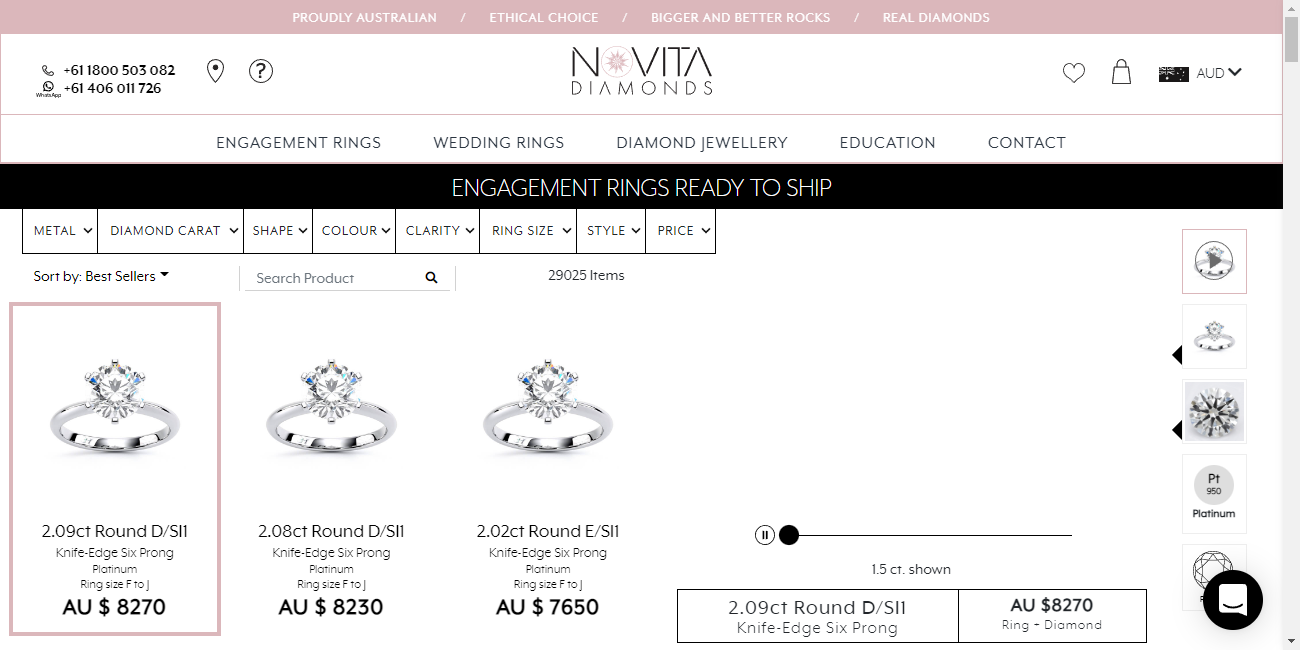 PROUDLY AUSTRALIAN / ETHICAL CHOICE / BIGGER AND BETTER ROCKS / REAL DIAMONDS
+61 1800 503 082
WhatsApp +61 406 011 726
?
NOVITA
DIAMONDS
AUD
ENGAGEMENT RINGS WEDDING RINGS DIAMOND JEWELLERY EDUCATION CONTACT
ENGAGEMENT RINGS READY TO SHIP
METAL DIAMOND CARAT SHAPE COLOUR CLARITY RING SIZE STYLE PRICE
Sort by: Best Sellers Search Product 29025 Items
2.09ct Round D/SI1
Knife-Edge Six Prong
Platinum
Ring size F to J
AU $ 8270
2.08ct Round D/SI1
Knife-Edge Six Prong
Platinum
Ring size F to J
AU $ 8230
2.02ct Round E/SI1
Knife-Edge Six Prong
Platinum
Ring size F to J
AU $ 7650
1.5 ct. shown
2.09ct Round D/SI1
Knife-Edge Six Prong
AU $8270
Ring + Diamond
Pt
950
Platinum